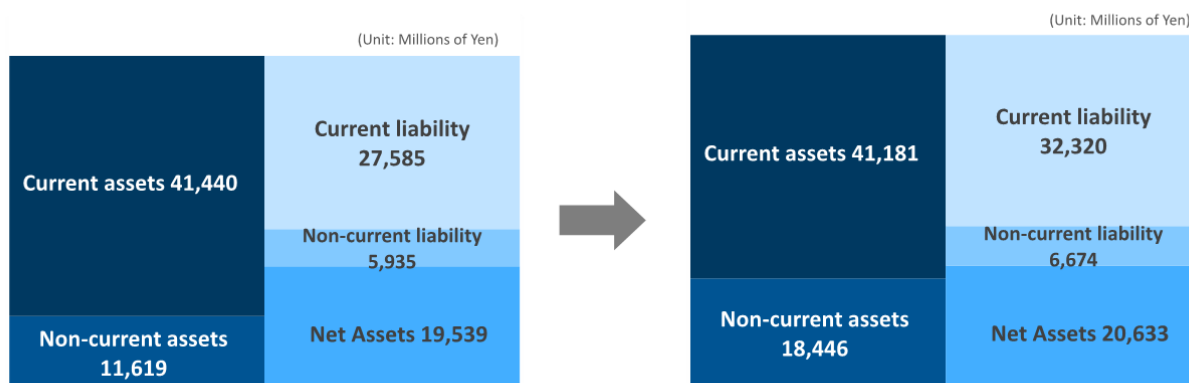 (Unit: Millions of Yen)
Current assets 41,440
Non-current assets
11,619
Current liability
27,585
Non-current liability
5,935
Net Assets 19,539
(Unit: Millions of Yen)
Current assets 41,181
Non-current assets
18,446
Current liability
32,320
Non-current liability
6,674
Net Assets 20,633